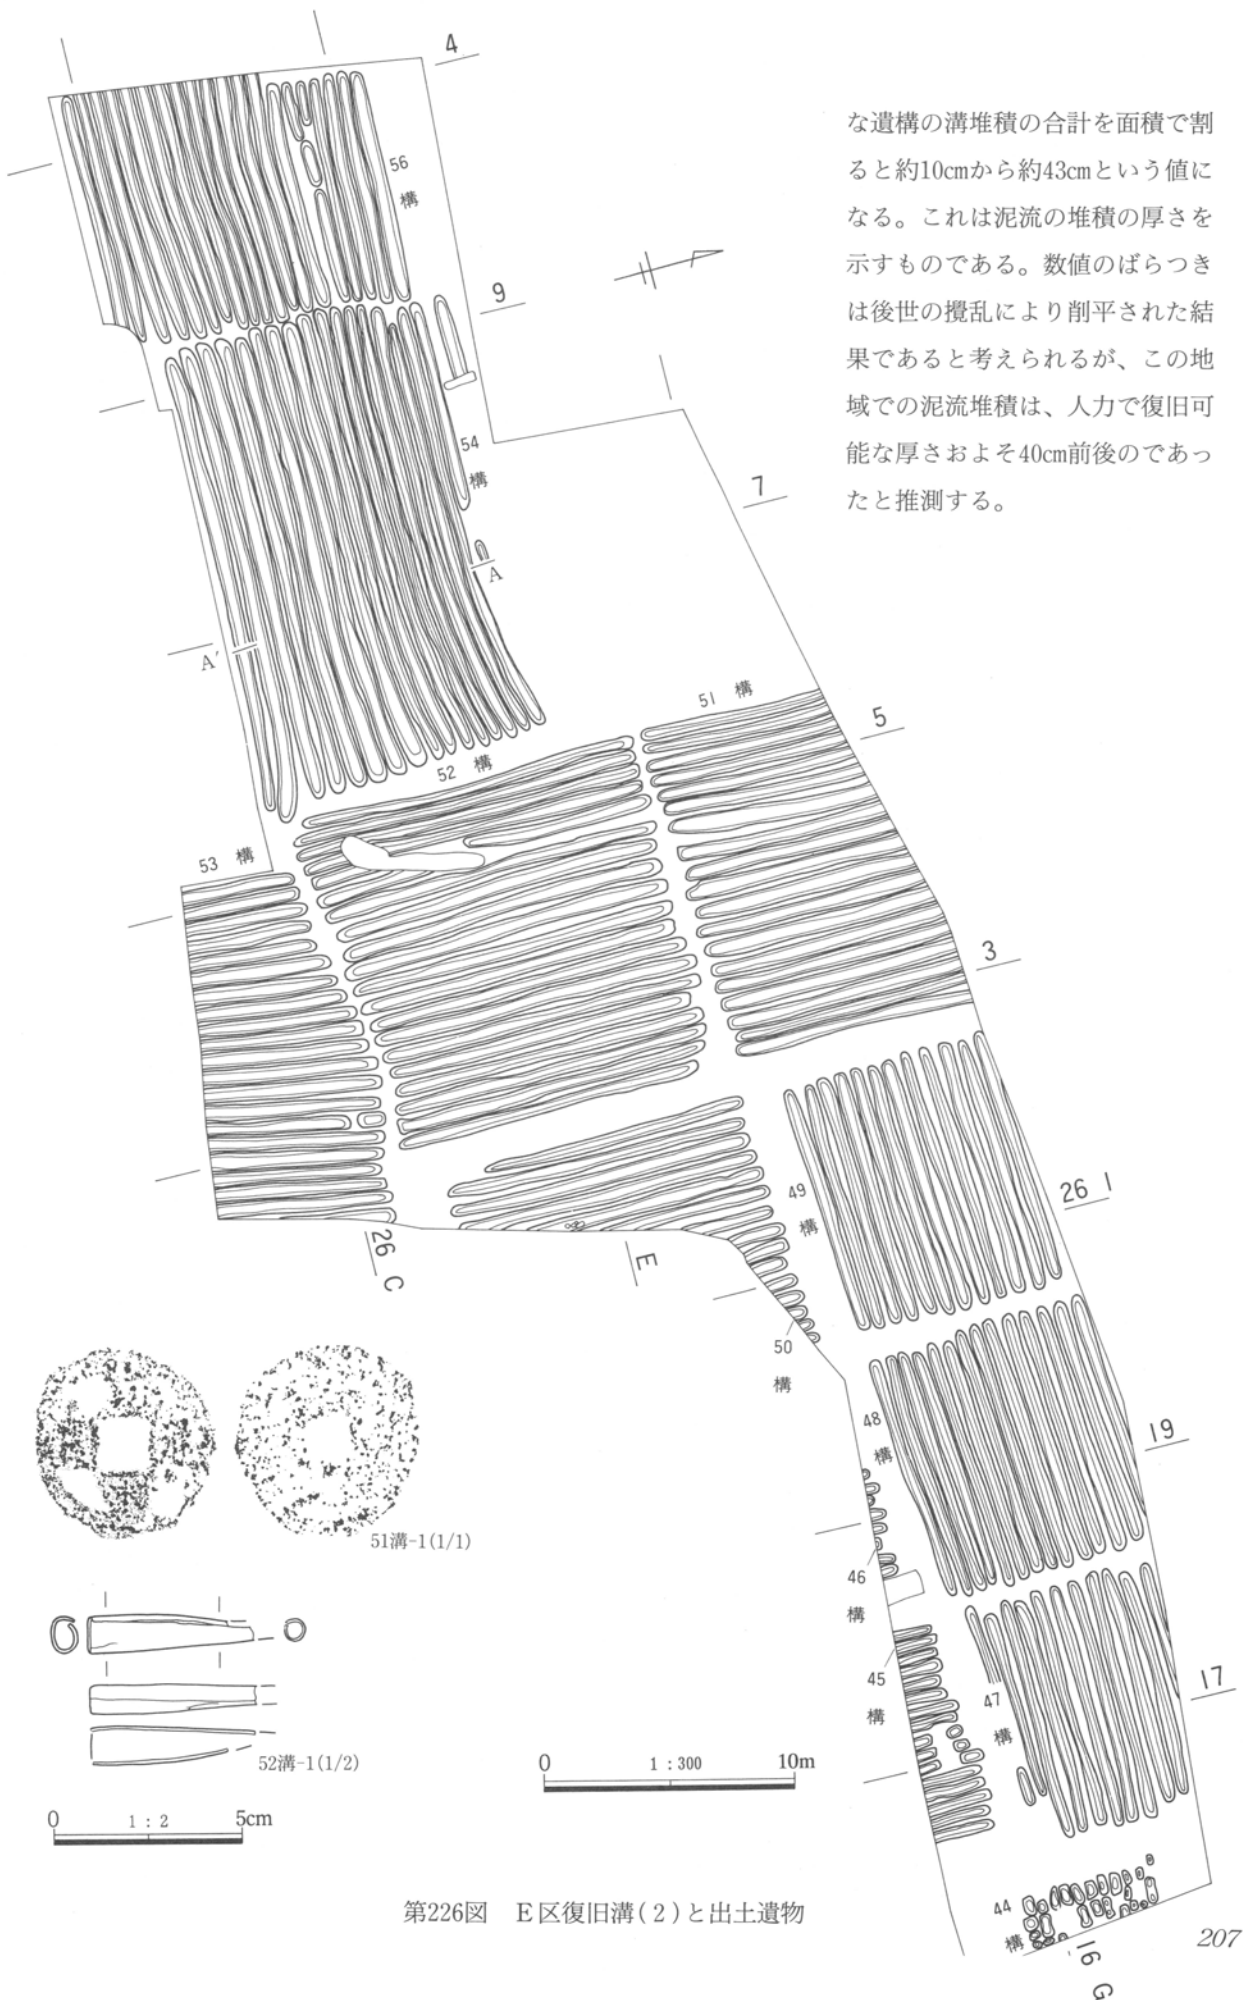 な遺構の溝堆積の合計を面積で割
ると約10cmから約43cmという値に
なる。これは泥流の堆積の厚さを
示すものである。数値のばらつき
は後世の攪乱により削平された結
果であると考えられるが、この地
域での泥流堆積は、人力で復旧可
能な厚さおよそ40cm前後のであっ
たと推測する。
4
56
構
9
54
構
7
A
A′
51 構
5
52 構
53 構
3
49
構
26 I
26 C
E
50
構
48
構
19
46
構
45
構
47
構
17
44
構
16 G
51溝-1(1/1)
52溝-1(1/2)
0 1:2 5cm
0 1:300 10m
第226図 E区復旧溝(2)と出土遺物
207